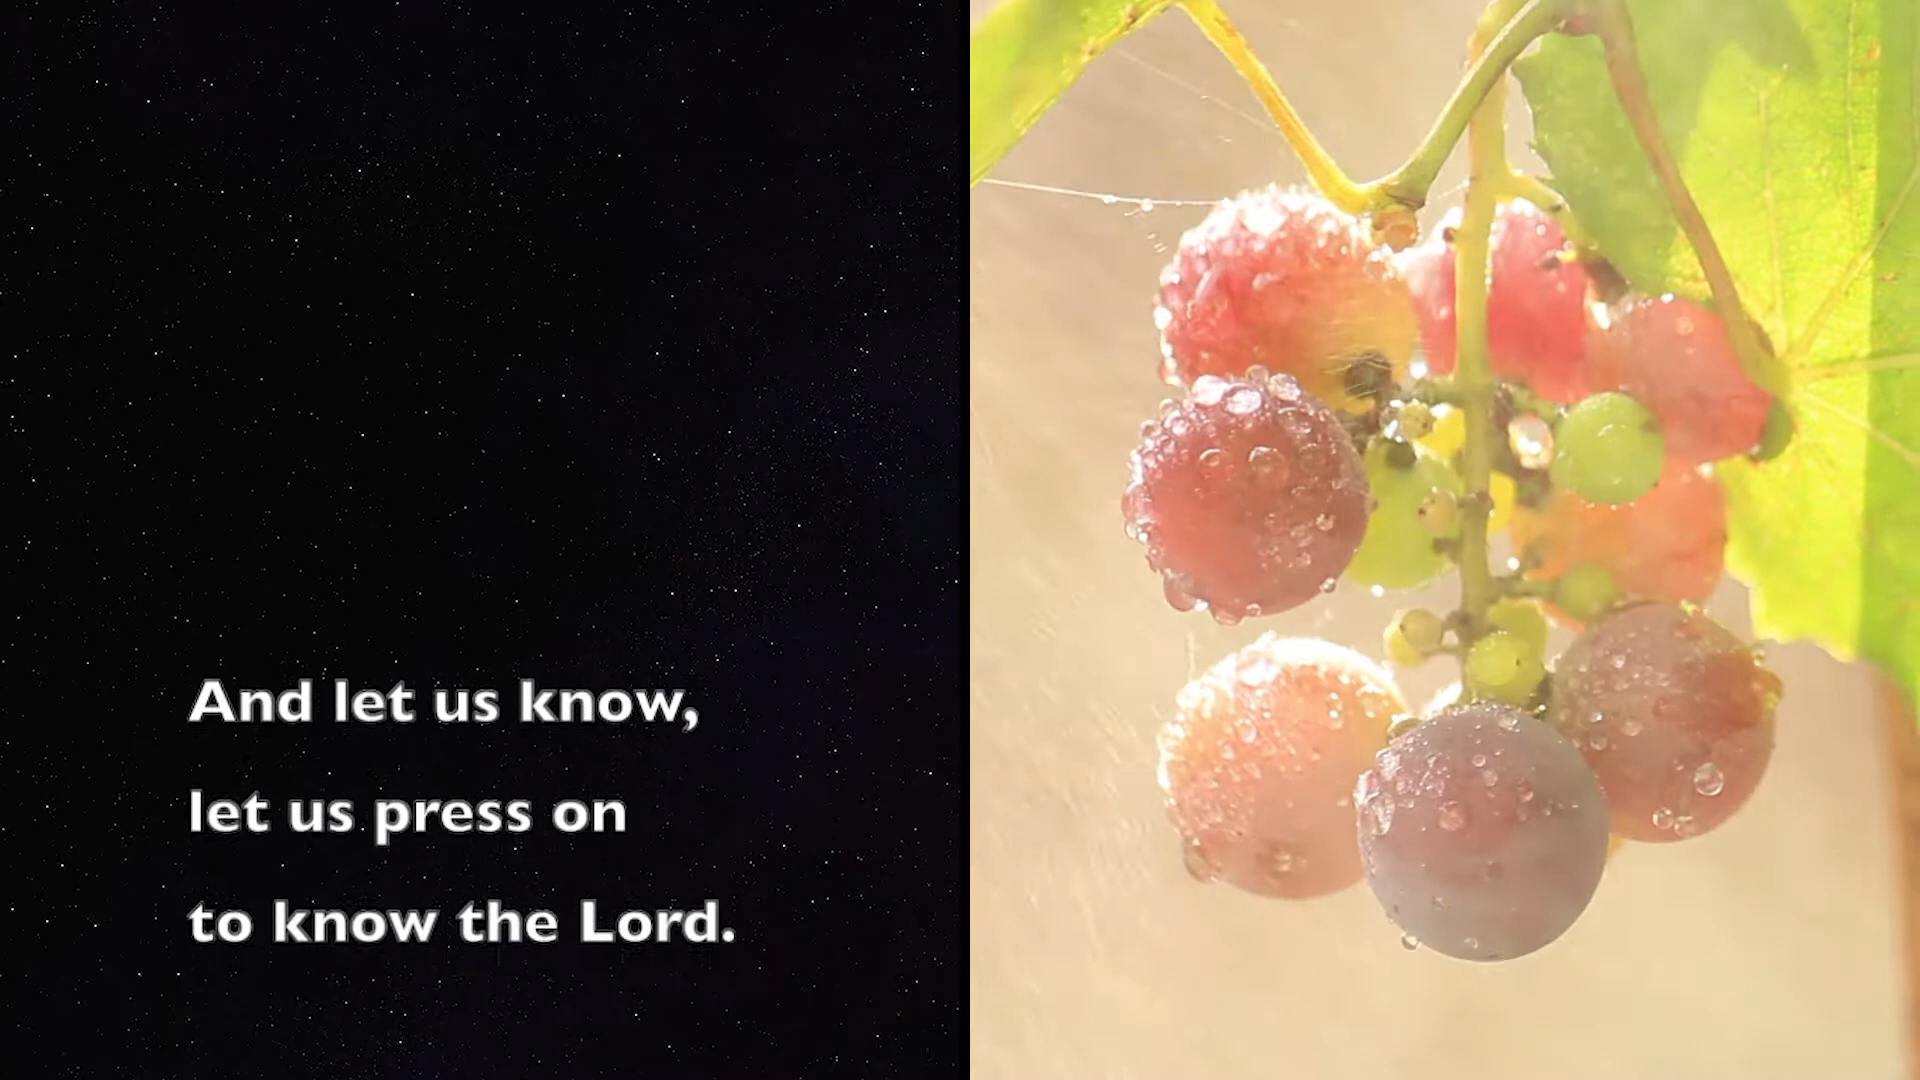 And let us know,
let us press on
to know the Lord.